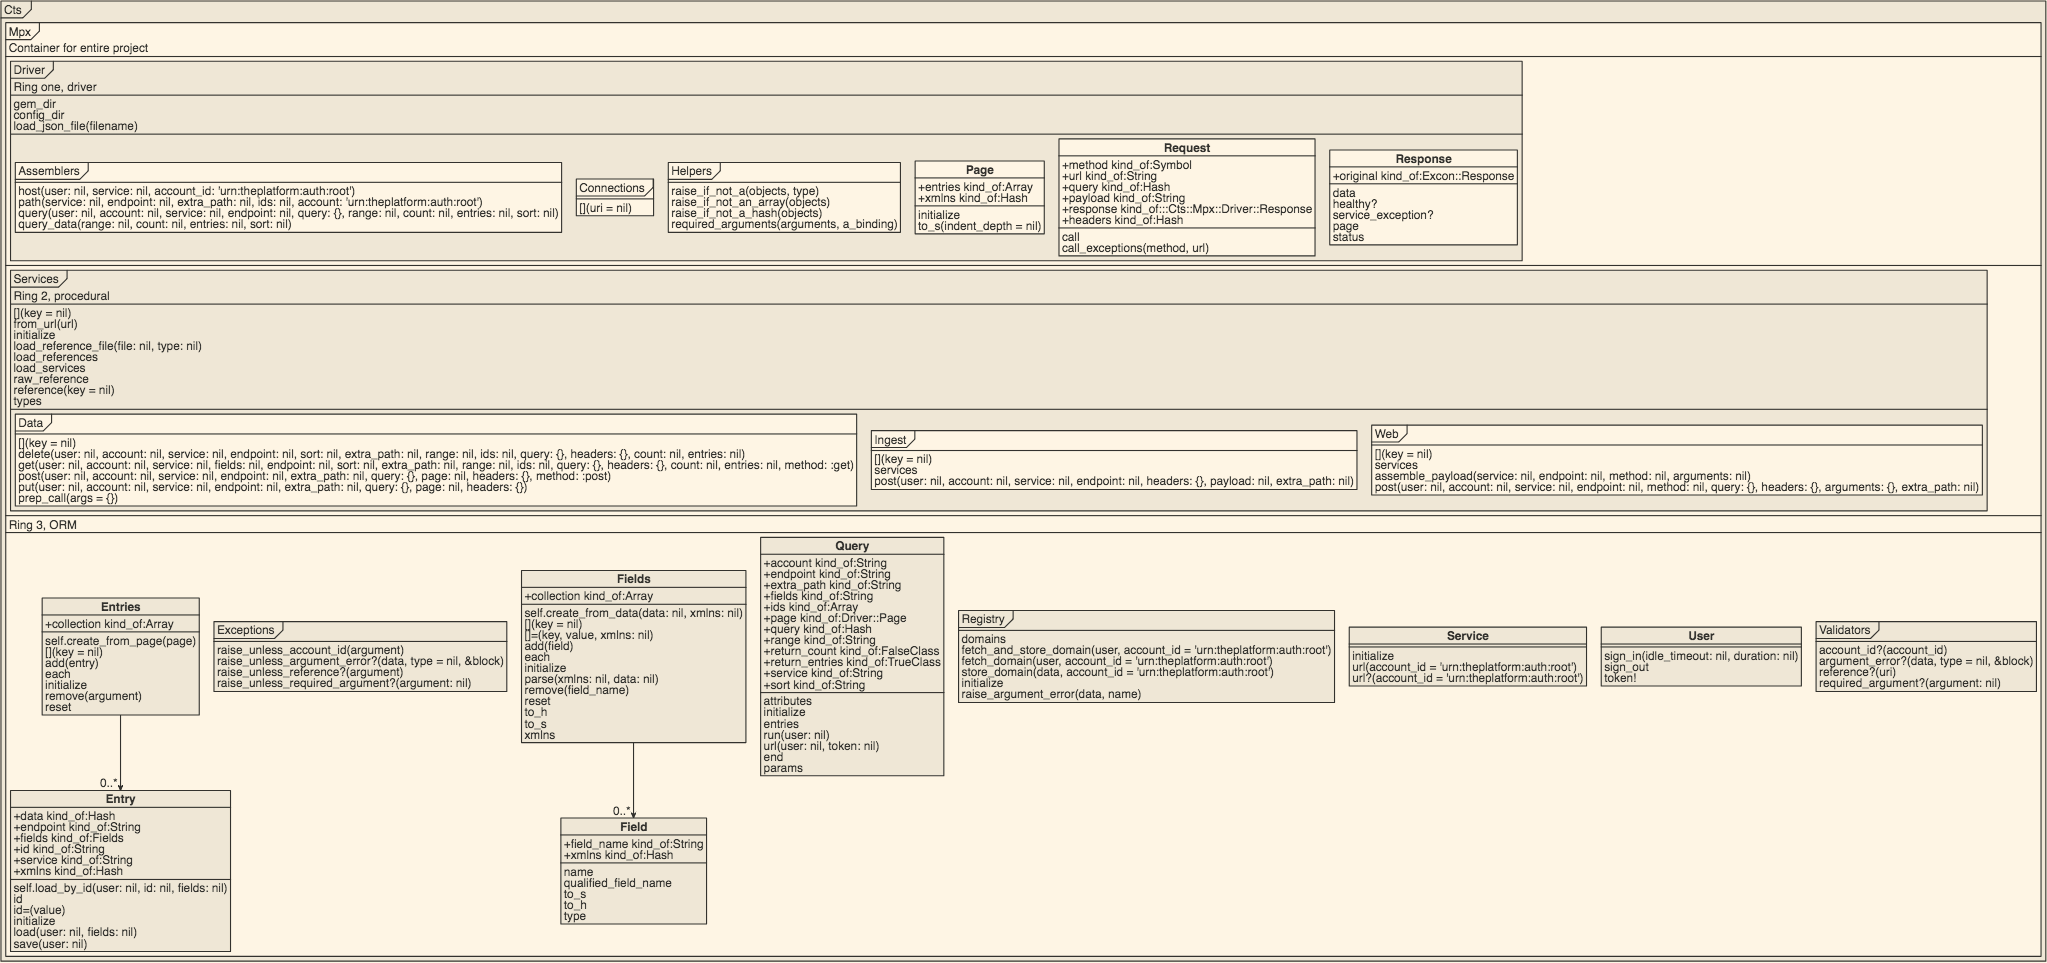 Cts
Mpx
Container for entire project
Driver
Ring one, driver
gem_dir
config_dir
load_json_file(filename)
Assemblers
host(user: nil, service: nil, account_id: 'urn:theplatform:auth:root')
path(service: nil, endpoint: nil, extra_path: nil, ids: nil, account: 'urn:theplatform:auth:root')
query(user: nil, account: nil, service: nil, endpoint: nil, query: {}, range: nil, count: nil, entries: nil, sort: nil)
query_data(range: nil, count: nil, entries: nil, sort: nil)
Connections
[](uri = nil)
Helpers
raise_if_not_a(objects, type)
raise_if_not_an_array(objects)
raise_if_not_a_hash(objects)
required_arguments(arguments, a_binding)
Page
+entries kind_of:Array
+xmlns kind_of:Hash
initialize
to_s(indent_depth = nil)
Request
+method kind_of:Symbol
+url kind_of:String
+query kind_of:Hash
+payload kind_of:String
+response kind_of:::Cts::Mpx::Driver::Response
+headers kind_of:Hash
call
call_exceptions(method, url)
Response
+original kind_of:Excon::Response
data
healthy?
service_exception?
page
status
Services
Ring 2, procedural
[](key = nil)
from_url(url)
initialize
load_reference_file(file: nil, type: nil)
load_references
load_services
raw_reference
reference(key = nil)
types
Data
[](key = nil)
delete(user: nil, account: nil, service: nil, endpoint: nil, sort: nil, extra_path: nil, range: nil, ids: nil, query: {}, headers: {}, count: nil, entries: nil)
get(user: nil, account: nil, service: nil, fields: nil, endpoint: nil, sort: nil, extra_path: nil, range: nil, ids: nil, query: {}, headers: {}, count: nil, entries: nil, method: :get)
post(user: nil, account: nil, service: nil, endpoint: nil, extra_path: nil, query: {}, page: nil, headers: {}, method: :post)
put(user: nil, account: nil, service: nil, endpoint: nil, extra_path: nil, query: {}, page: nil, headers: {})
prep_call(args = {})
Ingest
[](key = nil)
services
post(user: nil, account: nil, service: nil, endpoint: nil, headers: {}, payload: nil, extra_path: nil)
Web
[](key = nil)
services
assemble_payload(service: nil, endpoint: nil, method: nil, arguments: nil)
post(user: nil, account: nil, service: nil, endpoint: nil, method: nil, query: {}, headers: {}, arguments: {}, extra_path: nil)
Ring 3, ORM
Entries
+collection kind_of:Array
self.create_from_page(page)
[](key = nil)
add(entry)
each
initialize
remove(argument)
reset
Exceptions
raise_unless_account_id(argument)
raise_unless_argument_error?(data, type = nil, &block)
raise_unless_reference?(argument)
raise_unless_required_argument?(argument: nil)
Fields
+collection kind_of:Array
self.create_from_data(data: nil, xmlns: nil)
[](key = nil)
[]=(key, value, xmlns: nil)
add(field)
each
initialize
parse(xmlns: nil, data: nil)
remove(field_name)
reset
to_h
to_s
xmlns
Query
+account kind_of:String
+endpoint kind_of:String
+extra_path kind_of:String
+fields kind_of:String
+ids kind_of:Array
+page kind_of:Driver::Page
+query kind_of:Hash
+range kind_of:String
+return_count kind_of:FalseClass
+return_entries kind_of:TrueClass
+service kind_of:String
+sort kind_of:String
attributes
initialize
entries
run(user: nil)
url(user: nil, token: nil)
end
params
Registry
domains
fetch_and_store_domain(user, account_id = 'urn:theplatform:auth:root')
fetch_domain(user, account_id = 'urn:theplatform:auth:root')
store_domain(data, account_id = 'urn:theplatform:auth:root')
initialize
raise_argument_error(data, name)
Service
initialize
url(account_id = 'urn:theplatform:auth:root')
url?(account_id = 'urn:theplatform:auth:root')
User
sign_in(idle_timeout: nil, duration: nil)
sign_out
token!
Validators
account_id?(account_id)
argument_error?(data, type = nil, &block)
reference?(uri)
required_argument?(argument: nil)
0..*
Entry
+data kind_of:Hash
+endpoint kind_of:String
+fields kind_of:Fields
+id kind_of:String
+service kind_of:String
+xmlns kind_of:Hash
self.load_by_id(user: nil, id: nil, fields: nil)
id
id=(value)
initialize
load(user: nil, fields: nil)
save(user: nil)
0..*
Field
+field_name kind_of:String
+xmlns kind_of:Hash
name
qualified_field_name
to_s
to_h
type